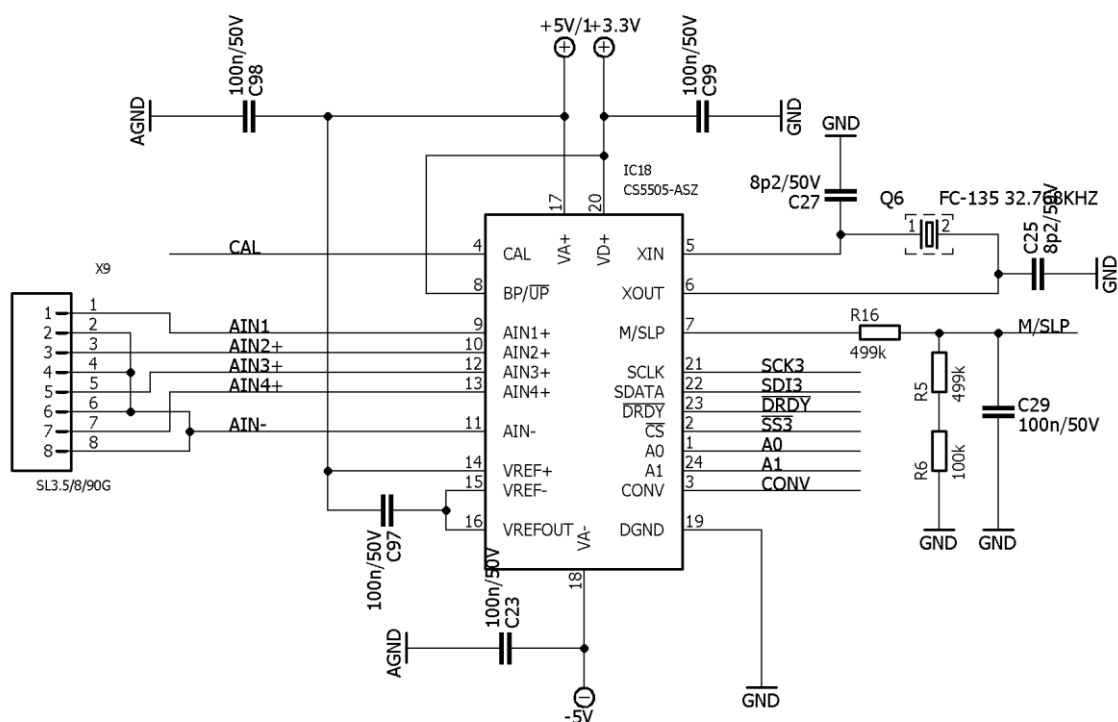 +5V/1
+3.3V
100n/50V
C98
AGND
100n/50V
C99
GND
IC18
CS5505-ASZ
GND
8p2/50V
C27
Q6
FC-135 32.768KHZ
1
2
C25
8p2/50V
GND
17
20
VA+
VD+
CAL
4
CAL
XIN
5
X9
8
BP/UP
XOUT
6
1
1
AIN1
9
AIN1+
M/SLP
7
R16
499k
M/SLP
2
2
3
3
AIN2+
10
AIN2+
4
4
AIN3+
12
AIN3+
SCLK
21
SCK3
5
5
AIN4+
13
AIN4+
SDATA
22
SDI3
R5
499k
6
6
DRDY
23
DRDY
C29
100n/50V
7
7
AIN-
11
AIN-
CS
2
SS3
8
8
A0
1
A0
R6
100k
14
VREF+
A1
24
A1
SL3.5/8/90G
15
VREF-
CONV
3
CONV
16
VREFOUT
VA-
DGND
19
GND
GND
100n/50V
C97
18
100n/50V
C23
AGND
-5V
GND